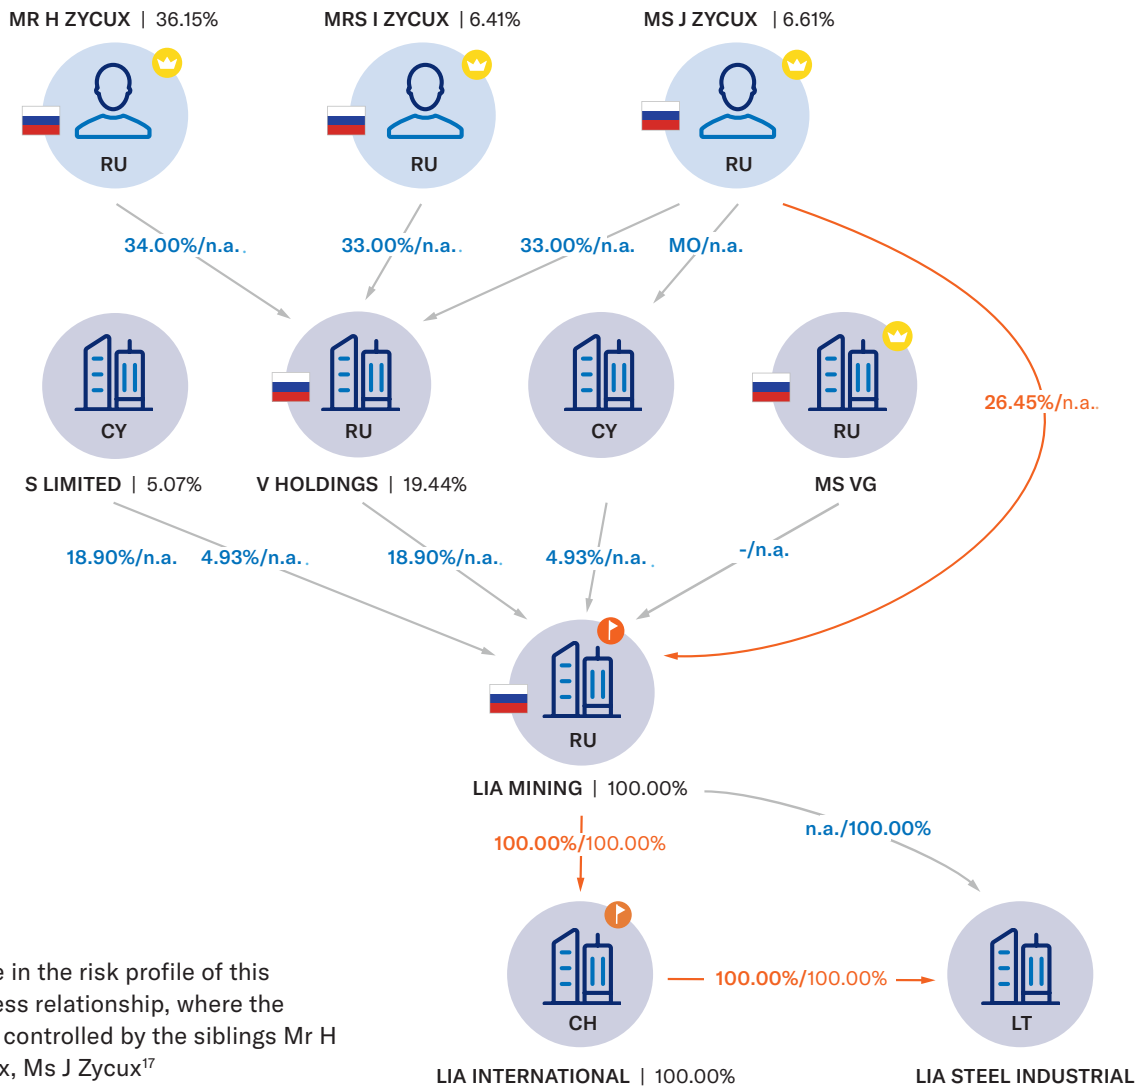 MR H ZYCUX | 36.15%
MRS I ZYCUX | 6.41%
MS J ZYCUX | 6.61%
RU
RU
RU
34.00%/n.a..
33.00%/n.a..
33.00%/n.a.
MO/n.a.
26.45%/n.a..
CY
RU
CY
RU
S LIMITED | 5.07%
V HOLDINGS | 19.44%
MS VG
18.90%/n.a.
4.93%/n.a..
18.90%/n.a..
4.93%/n.a..
-/n.a.
RU
LIA MINING | 100.00%
100.00%/100.00%
n.a./100.00%
CH
100.00%/100.00%
LT
LIA INTERNATIONAL | 100.00%
LIA STEEL INDUSTRIAL
e in the risk profile of this
ess relationship, where the
controlled by the siblings Mr H
x, Ms J Zycux¹⁷